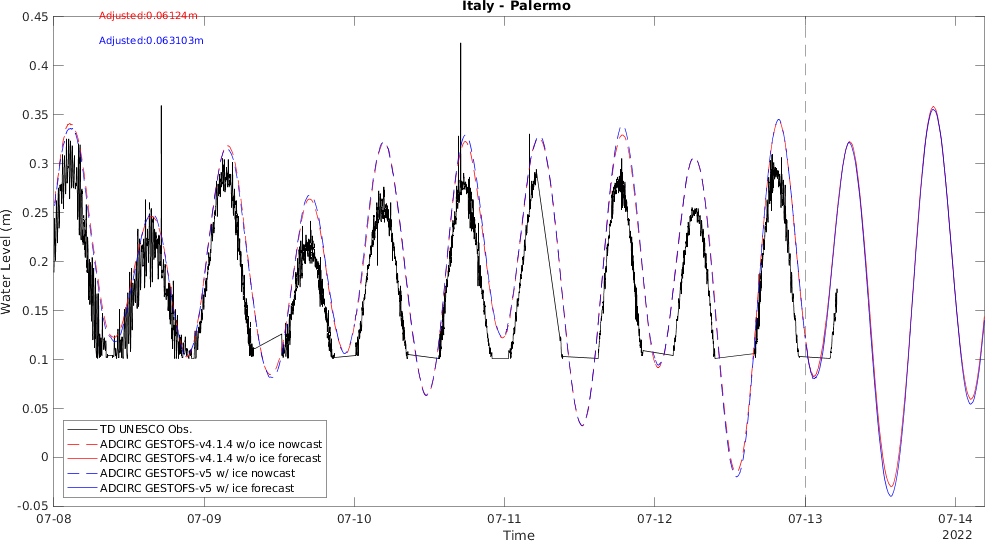 Italy - Palermo
Adjusted:0.06124m
Adjusted:0.063103m
0.45
0.4
0.35
0.3
0.25
0.2
0.15
0.1
0.05
0
-0.05
Water Level (m)
TD UNESCO Obs.
ADCIRC GESTOFS-v4.1.4 w/o ice nowcast
ADCIRC GESTOFS-v4.1.4 w/o ice forecast
ADCIRC GESTOFS-v5 w/ ice nowcast
ADCIRC GESTOFS-v5 w/ ice forecast
07-08 07-09 07-10 07-11 07-12 07-13 07-14
Time
2022